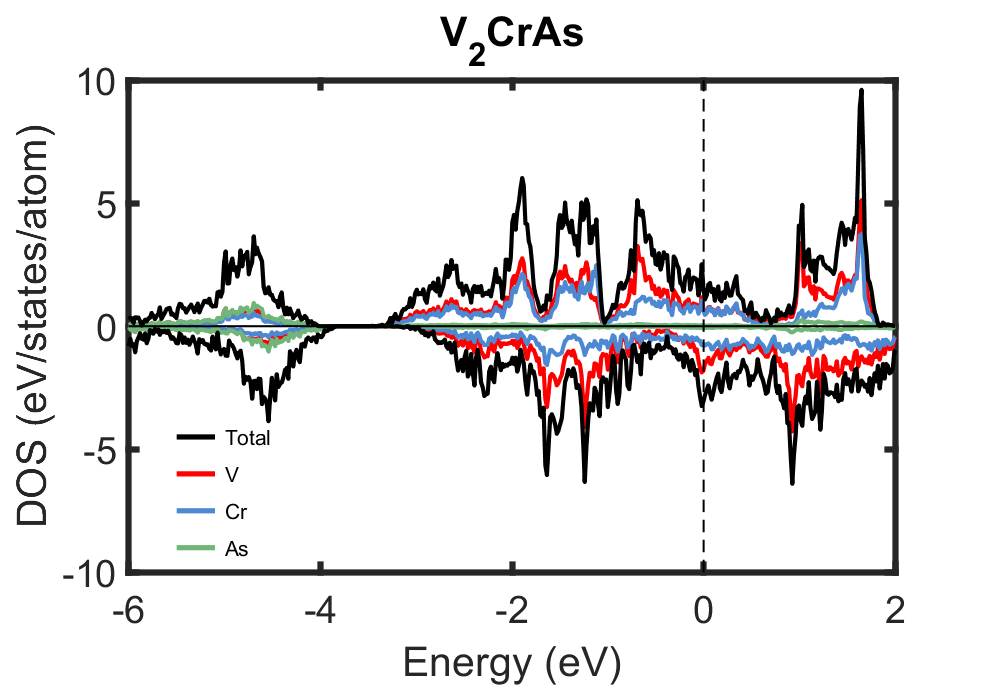 V2CrAs
DOS (eV/states/atom)
10
5
0
-5
-10
Total
V
Cr
As
-6 -4 -2 0 2
Energy (eV)